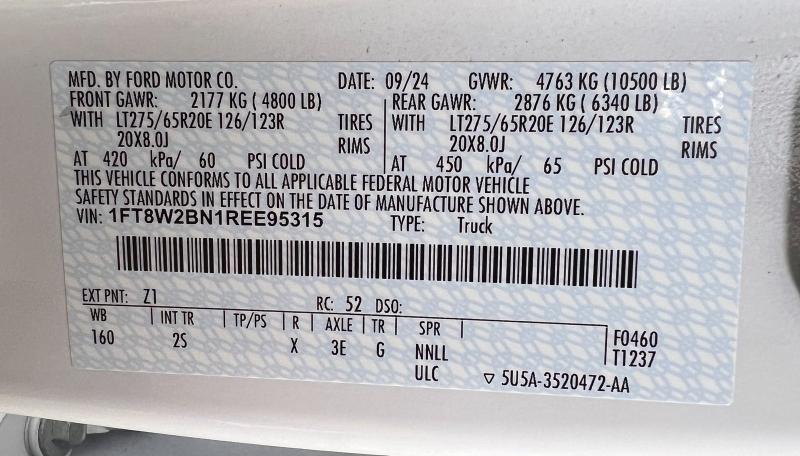 MFD. BY FORD MOTOR CO. DATE: 09/24 GVWR: 4763 KG (10500 LB)
FRONT GAWR: 2177 KG ( 4800 LB) REAR GAWR: 2876 KG ( 6340 LB)
WITH LT275/65R20E 126/123R TIRES WITH LT275/65R20E 126/123R TIRES
20X8.0J RIMS 20X8.0J RIMS
AT 420 kPa/ 60 PSI COLD AT 450 kPa/ 65 PSI COLD
THIS VEHICLE CONFORMS TO ALL APPLICABLE FEDERAL MOTOR VEHICLE
SAFETY STANDARDS IN EFFECT ON THE DATE OF MANUFACTURE SHOWN ABOVE.
VIN: 1FT8W2BN1REE95315 TYPE: Truck
EXT PNT: Z1 RC: 52 DSO:
WB INT TR TP/PS R AXLE TR SPR F0460
160 2S X 3E G NNLL T1237
ULC ▽ 5U5A-3520472-AA